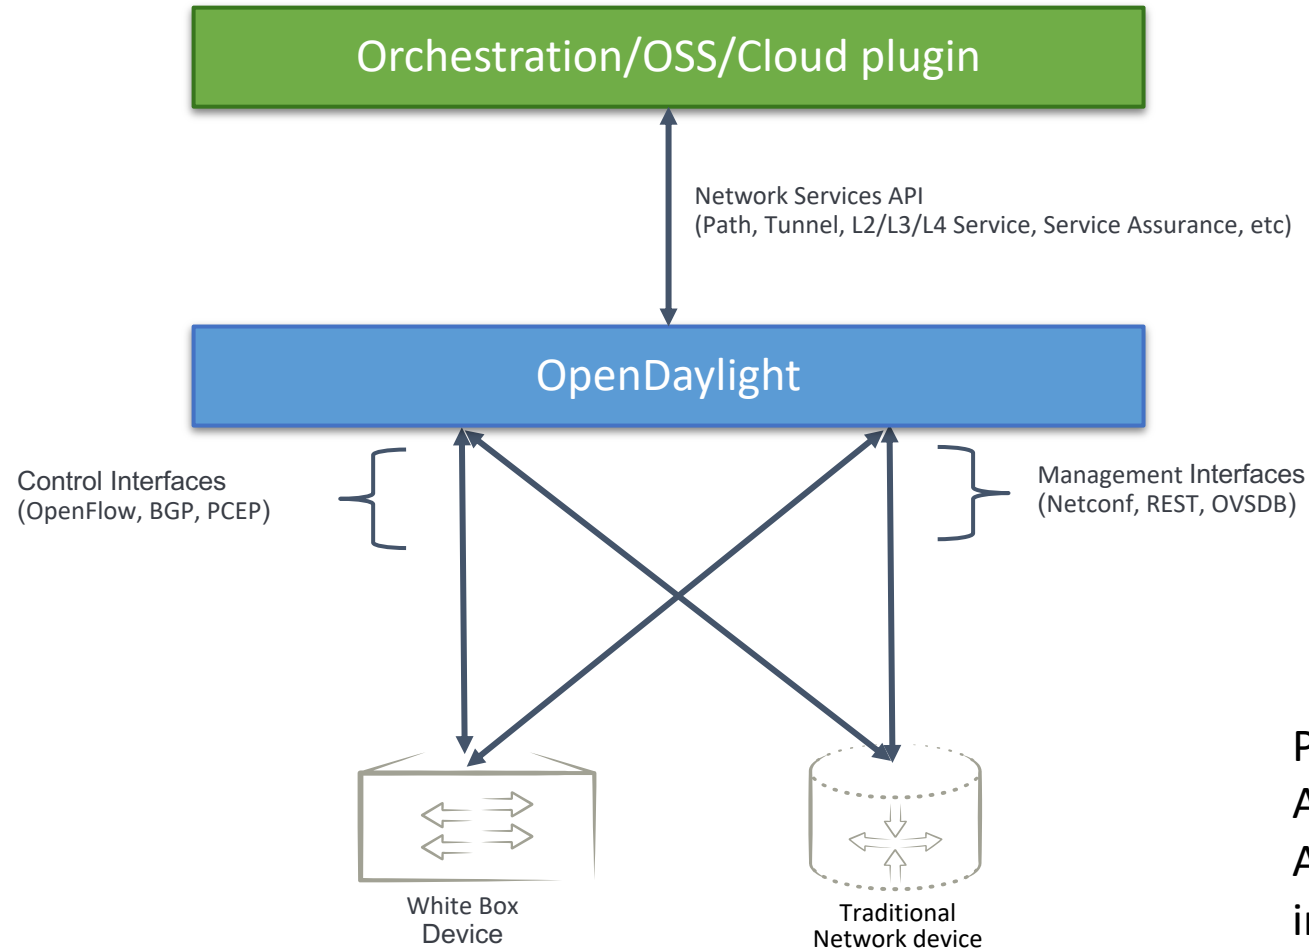 Orchestration/OSS/Cloud plugin
Network Services API
(Path, Tunnel, L2/L3/L4 Service, Service Assurance, etc)
OpenDaylight
Control Interfaces
(OpenFlow, BGP, PCEP)
Management Interfaces
(Netconf, REST, OVSDB)
White Box
Device
Traditional
Network device